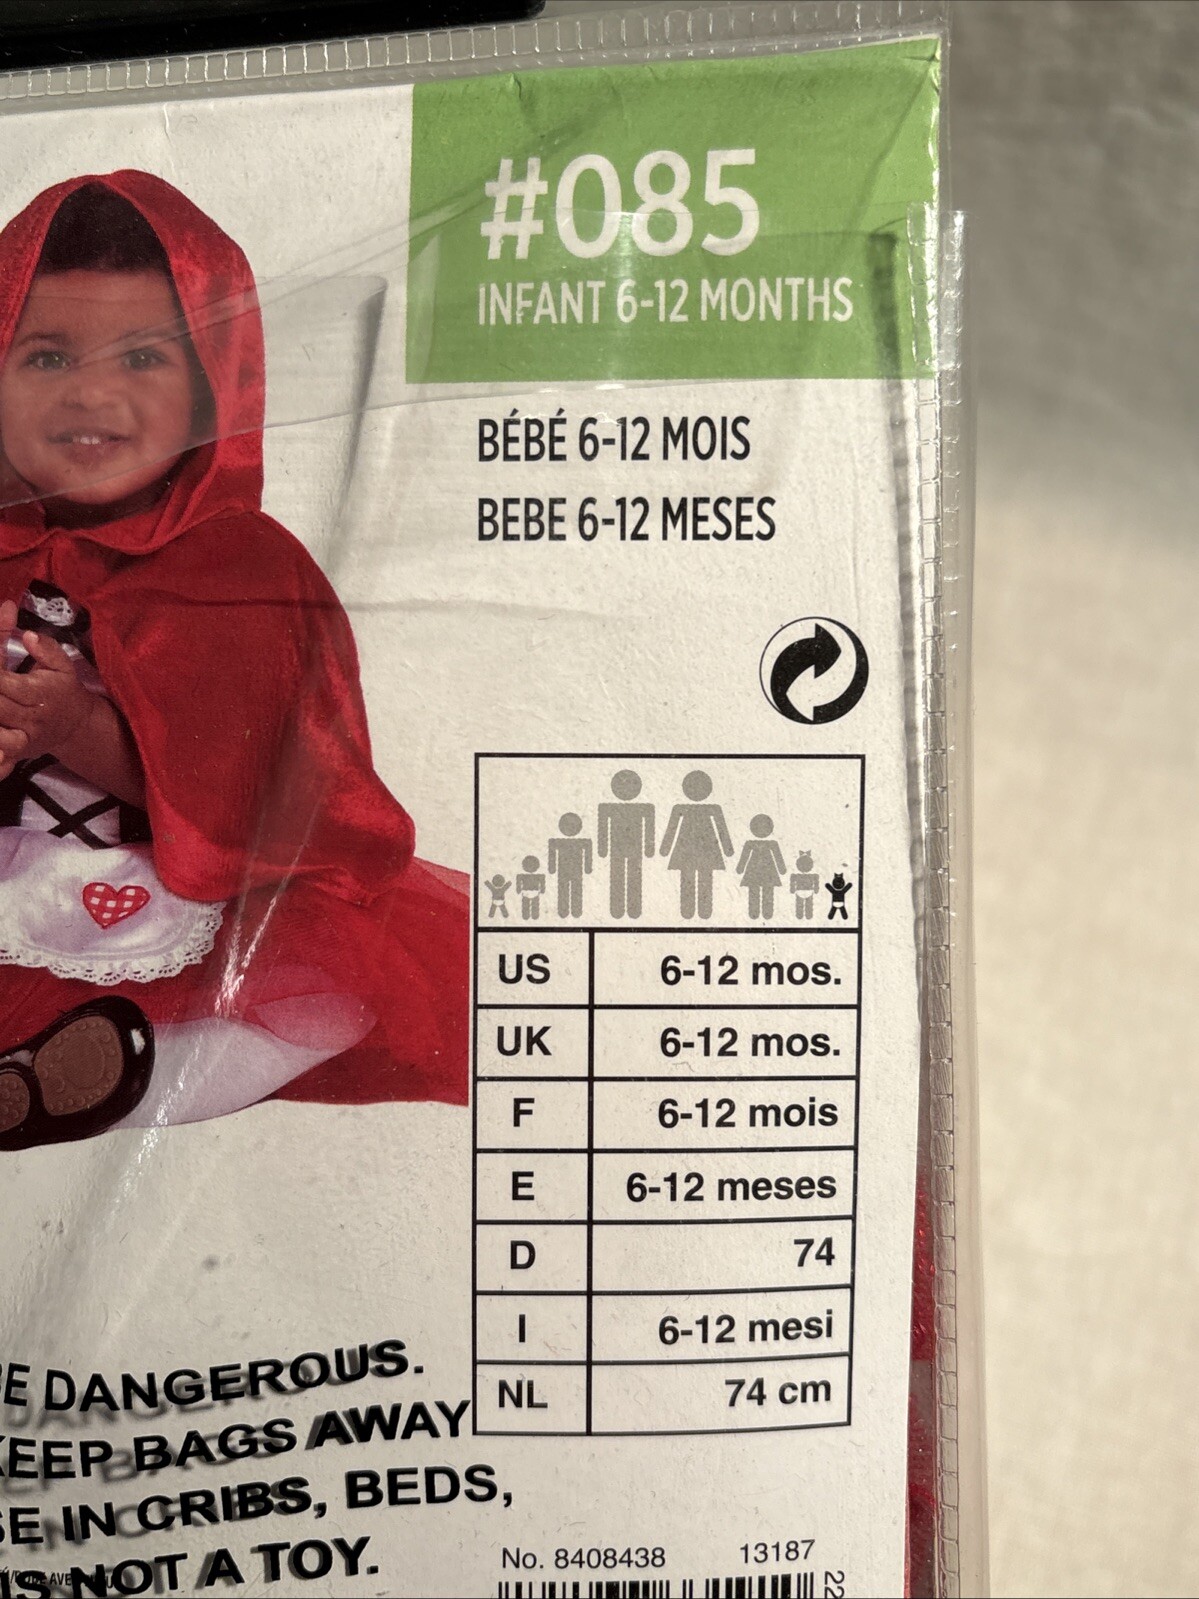 #085
INFANT 6-12 MONTHS
BÉBÉ 6-12 MOIS
BEBE 6-12 MESES
US 6-12 mos.
UK 6-12 mos.
F 6-12 mois
E 6-12 meses
D 74
I 6-12 mesi
NL 74 cm
E DANGEROUS.
KEEP BAGS AWAY
SE IN CRIBS, BEDS,
IS NOT A TOY.
No. 8408438 13187
22